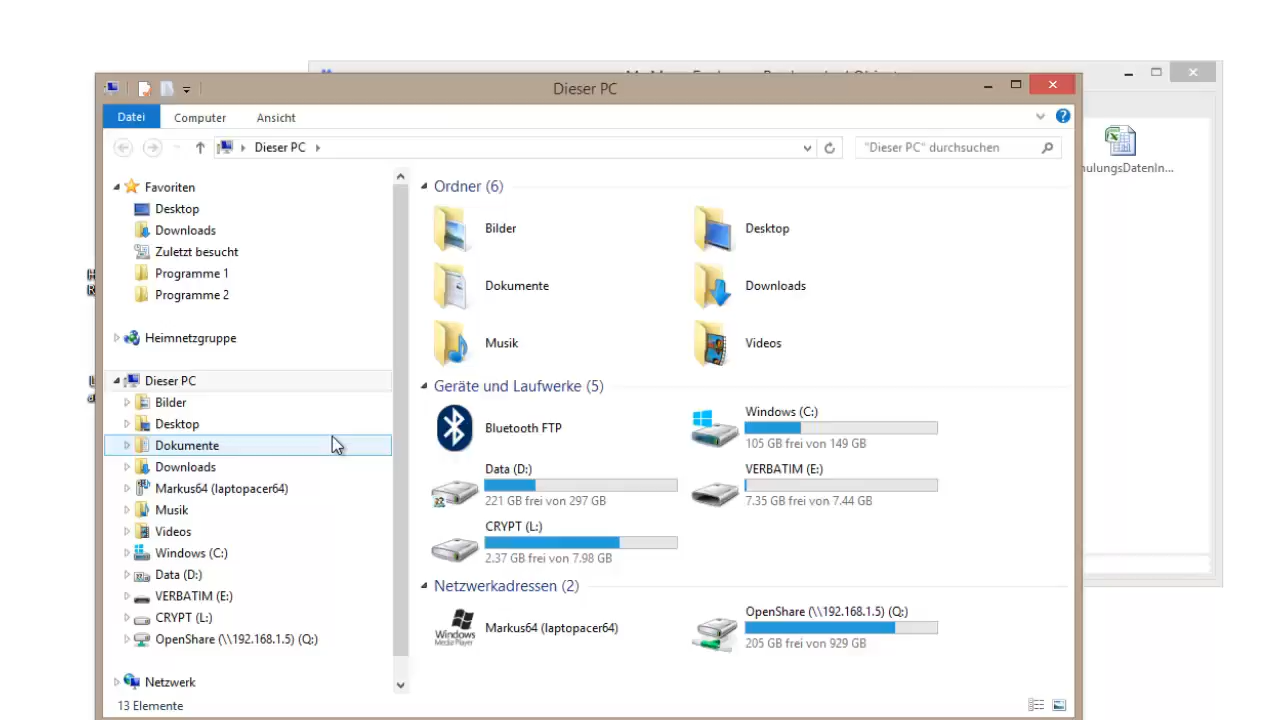 Dieser PC
Datei
Computer
Ansicht
Dieser PC
"Dieser PC" durchsuchen
Favoriten
Desktop
Downloads
Zuletzt besucht
Programme 1
Programme 2
Heimnetzgruppe
Dieser PC
Bilder
Desktop
Dokumente
Downloads
Markus64 (laptopacer64)
Musik
Videos
Windows (C:)
Data (D:)
VERBATIM (E:)
CRYPT (L:)
OpenShare (\\192.168.1.5) (Q:)
Netzwerk
13 Elemente
Ordner (6)
Bilder
Desktop
Dokumente
Downloads
Musik
Videos
Geräte und Laufwerke (5)
Bluetooth FTP
Windows (C:)
105 GB frei von 149 GB
Data (D:)
221 GB frei von 297 GB
VERBATIM (E:)
7.35 GB frei von 7.44 GB
CRYPT (L:)
2.37 GB frei von 7.98 GB
Netzwerkadressen (2)
Markus64 (laptopacer64)
Windows
Media Player
OpenShare (\\192.168.1.5) (Q:)
205 GB frei von 929 GB
hulungsDatenIn...